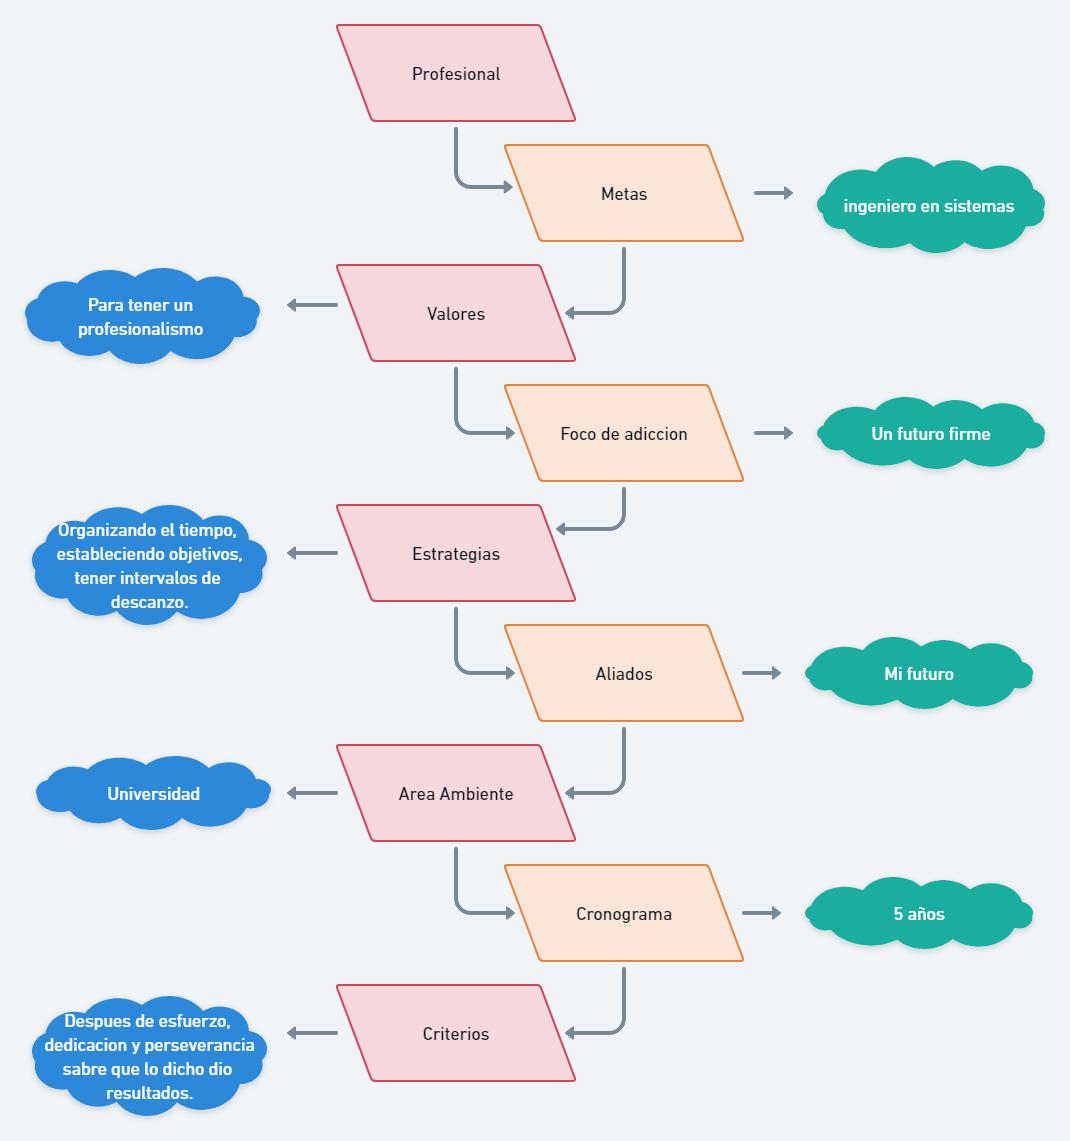 Profesional
Metas
ingeniero en sistemas
Valores
Para tener un
profesionalismo
Foco de adiccion
Un futuro firme
Estrategias
Organizando el tiempo,
estableciendo objetivos,
tener intervalos de
descanzo.
Aliados
Mi futuro
Area Ambiente
Universidad
Cronograma
5 años
Criterios
Despues de esfuerzo,
dedicacion y perseverancia
sabre que lo dicho dio
resultados.